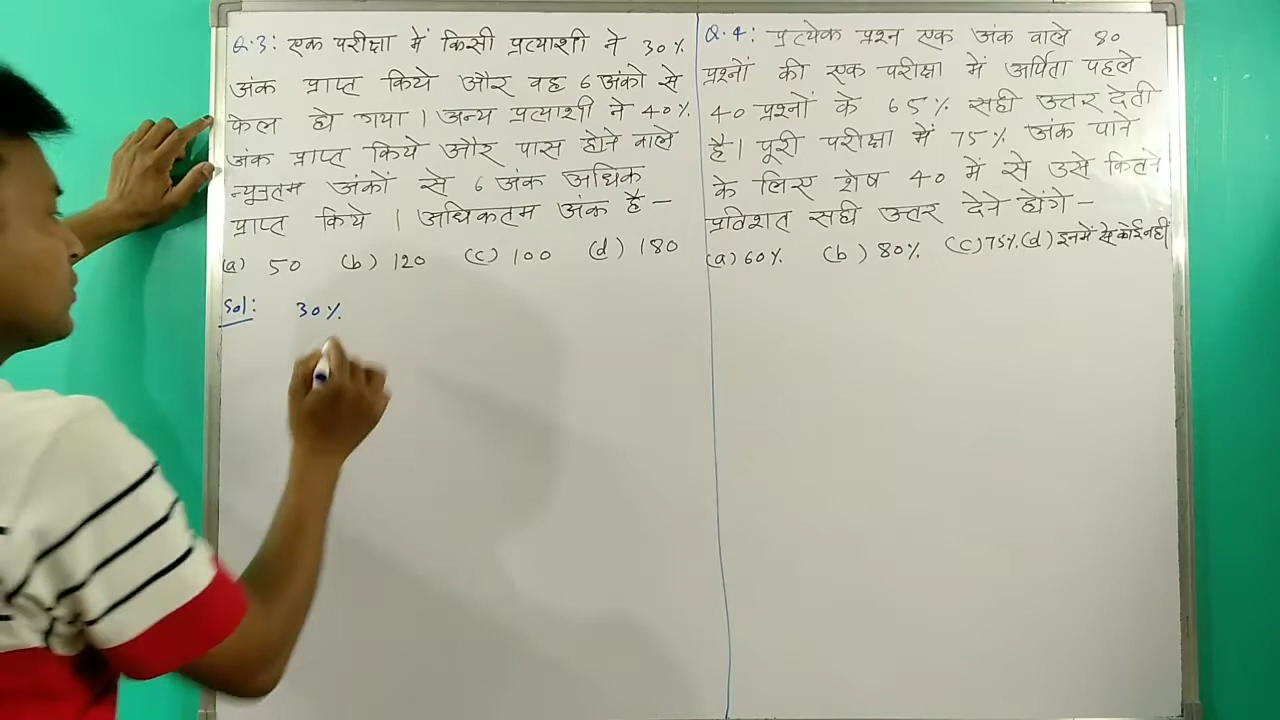 Q.3: एक परीक्षा में किसी प्रत्याशी ने 30%
अंक प्राप्त किये और वह 6 अंको से
फेल हो गया । अन्य प्रत्याशी ने 40%
अंक प्राप्त किये और पास होने वाले
न्यूनतम अंकों से 6 अंक अधिक
प्राप्त किये । अधिकतम अंक है —
(a) 50 (b) 120 (c) 100 (d) 180
Sol: 30%
Q.4: प्रत्येक प्रश्न एक अंक वाले 80
प्रश्नों की एक परीक्षा में अर्पिता पहले
40 प्रश्नों के 65% सही उत्तर देती
है। पूरी परीक्षा में 75% अंक पाने
के लिए शेष 40 में से उसे कितने
प्रतिशत सही उत्तर देने होंगे —
(a) 60% (b) 80% (c) 75% (d) इनमें से कोई नहीं